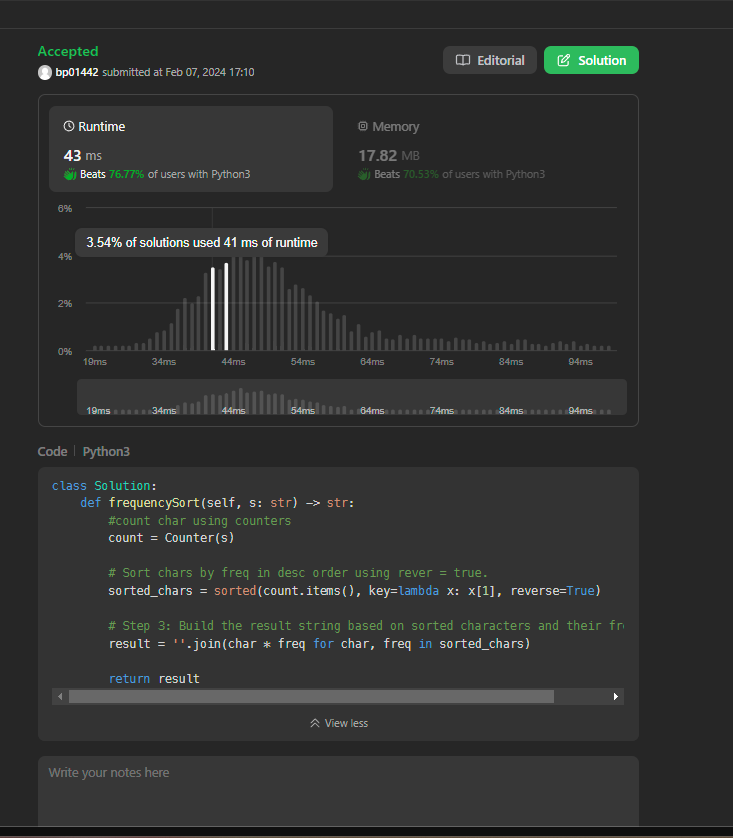 Accepted
bp01442 submitted at Feb 07, 2024 17:10
Editorial
Solution
Runtime
43 ms
Beats 76.77% of users with Python3
Memory
17.82 MB
Beats 70.53% of users with Python3
6%
3.54% of solutions used 41 ms of runtime
4%
2%
0%
19ms 34ms 44ms 54ms 64ms 74ms 84ms 94ms
19ms 34ms 44ms 54ms 64ms 74ms 84ms 94ms
Code | Python3
class Solution:
    def frequencySort(self, s: str) -> str:
        #count char using counters
        count = Counter(s)
        # Sort chars by freq in desc order using rever = true.
        sorted_chars = sorted(count.items(), key=lambda x: x[1], reverse=True)
        # Step 3: Build the result string based on sorted characters and their fre
        result = ''.join(char * freq for char, freq in sorted_chars)
        return result
View less
Write your notes here